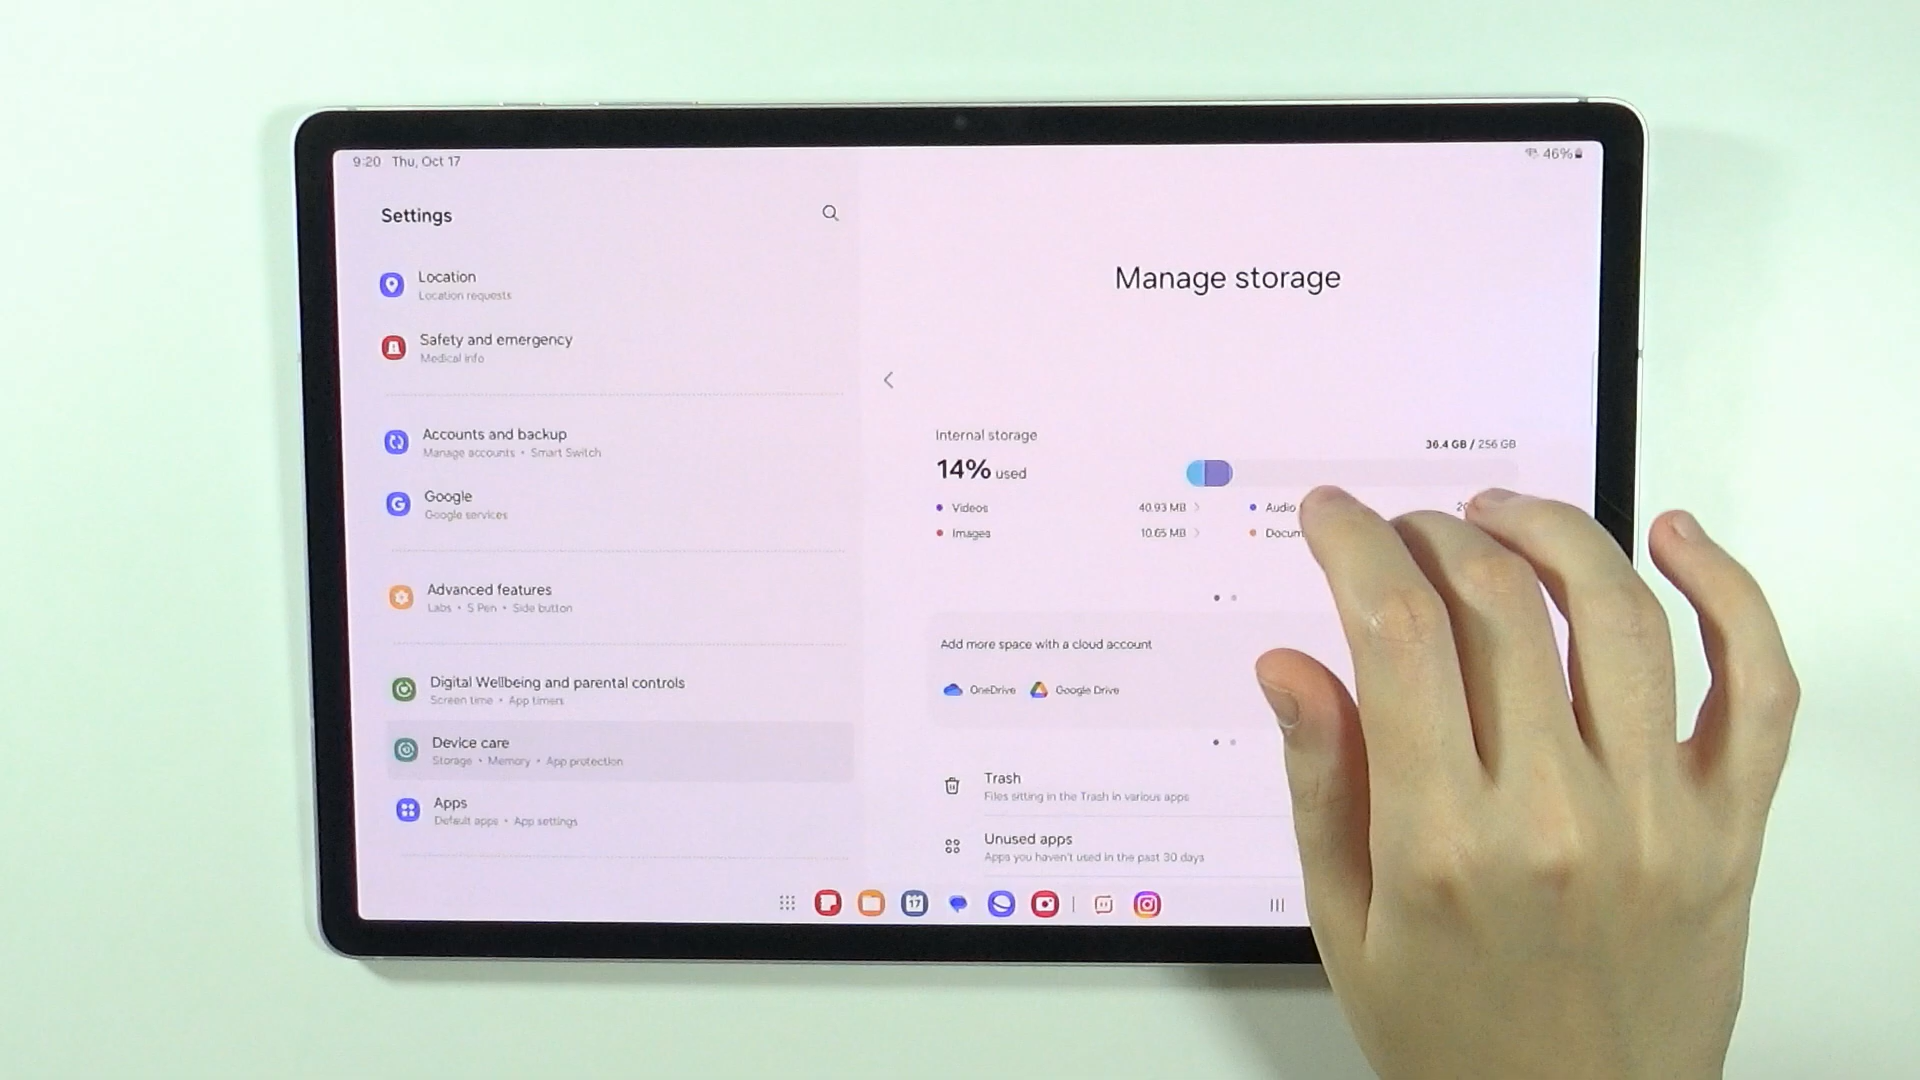 9:20 Thu, Oct 17
46%
Settings
Location
Location requests
Safety and emergency
Medical info
Accounts and backup
Manage accounts • Smart Switch
Google
Google services
Advanced features
Labs • S Pen • Side button
Digital Wellbeing and parental controls
Screen time • App timers
Device care
Storage • Memory • App protection
Apps
Default apps • App settings
Manage storage
Internal storage
36.4 GB / 256 GB
14% used
Videos 40.93 MB
Audio
Images 10.65 MB
Add more space with a cloud account
OneDrive Google Drive
Trash
Files sitting in the Trash in various apps
Unused apps
Apps you haven't used in the past 30 days
17